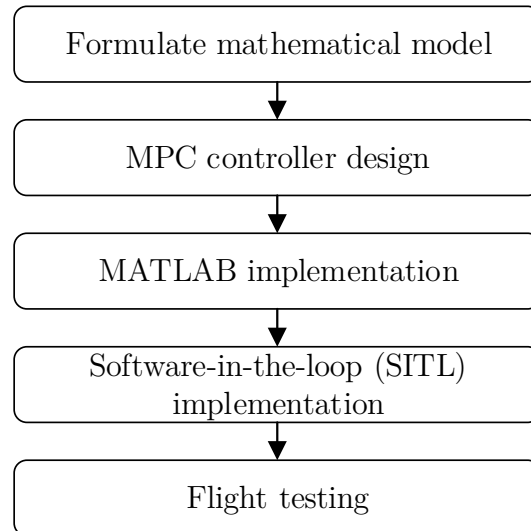 Formulate mathematical model
MPC controller design
MATLAB implementation
Software-in-the-loop (SITL)
implementation
Flight testing